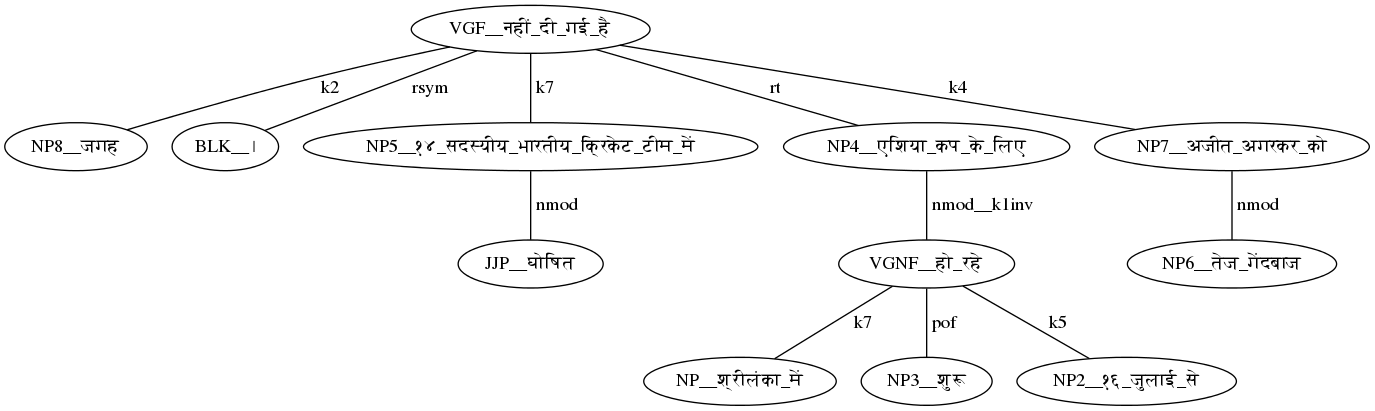 VGF__नहीं_दी_गई_है
k2 rsym k7 rt k4
NP8__जगह BLK__। NP5__१४_सदस्यीय_भारतीय_क्रिकेट_टीम_में NP4__एशिया_कप_के_लिए NP7__अजीत_अगरकर_को
nmod nmod__k1inv nmod
JJP__घोषित VGNF__हो_रहे NP6__तेज_गेंदबाज
k7 pof k5
NP__श्रीलंका_में NP3__शुरू NP2__१६_जुलाई_से